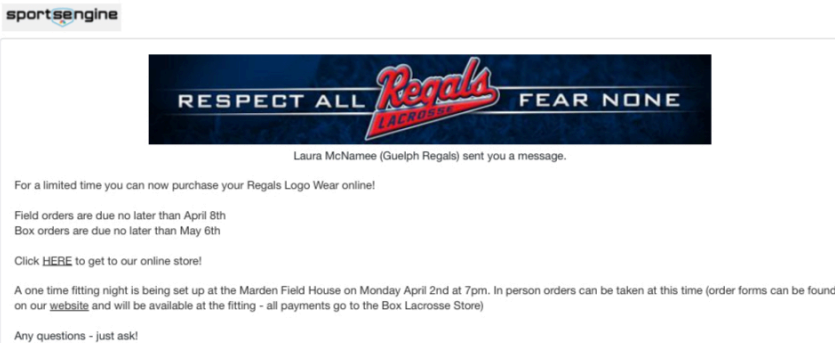 sportsengine
RESPECT ALL Regals LACROSSE FEAR NONE
Laura McNamee (Guelph Regals) sent you a message.
For a limited time you can now purchase your Regals Logo Wear online!
Field orders are due no later than April 8th
Box orders are due no later than May 6th
Click HERE to get to our online store!
A one time fitting night is being set up at the Marden Field House on Monday April 2nd at 7pm. In person orders can be taken at this time (order forms can be found
on our website and will be available at the fitting - all payments go to the Box Lacrosse Store)
Any questions - just ask!